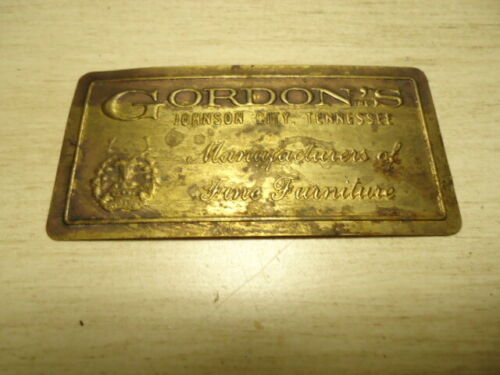 GORDON'S
JOHNSON CITY, TENNESSEE
Manufacturers of
Fine Furniture